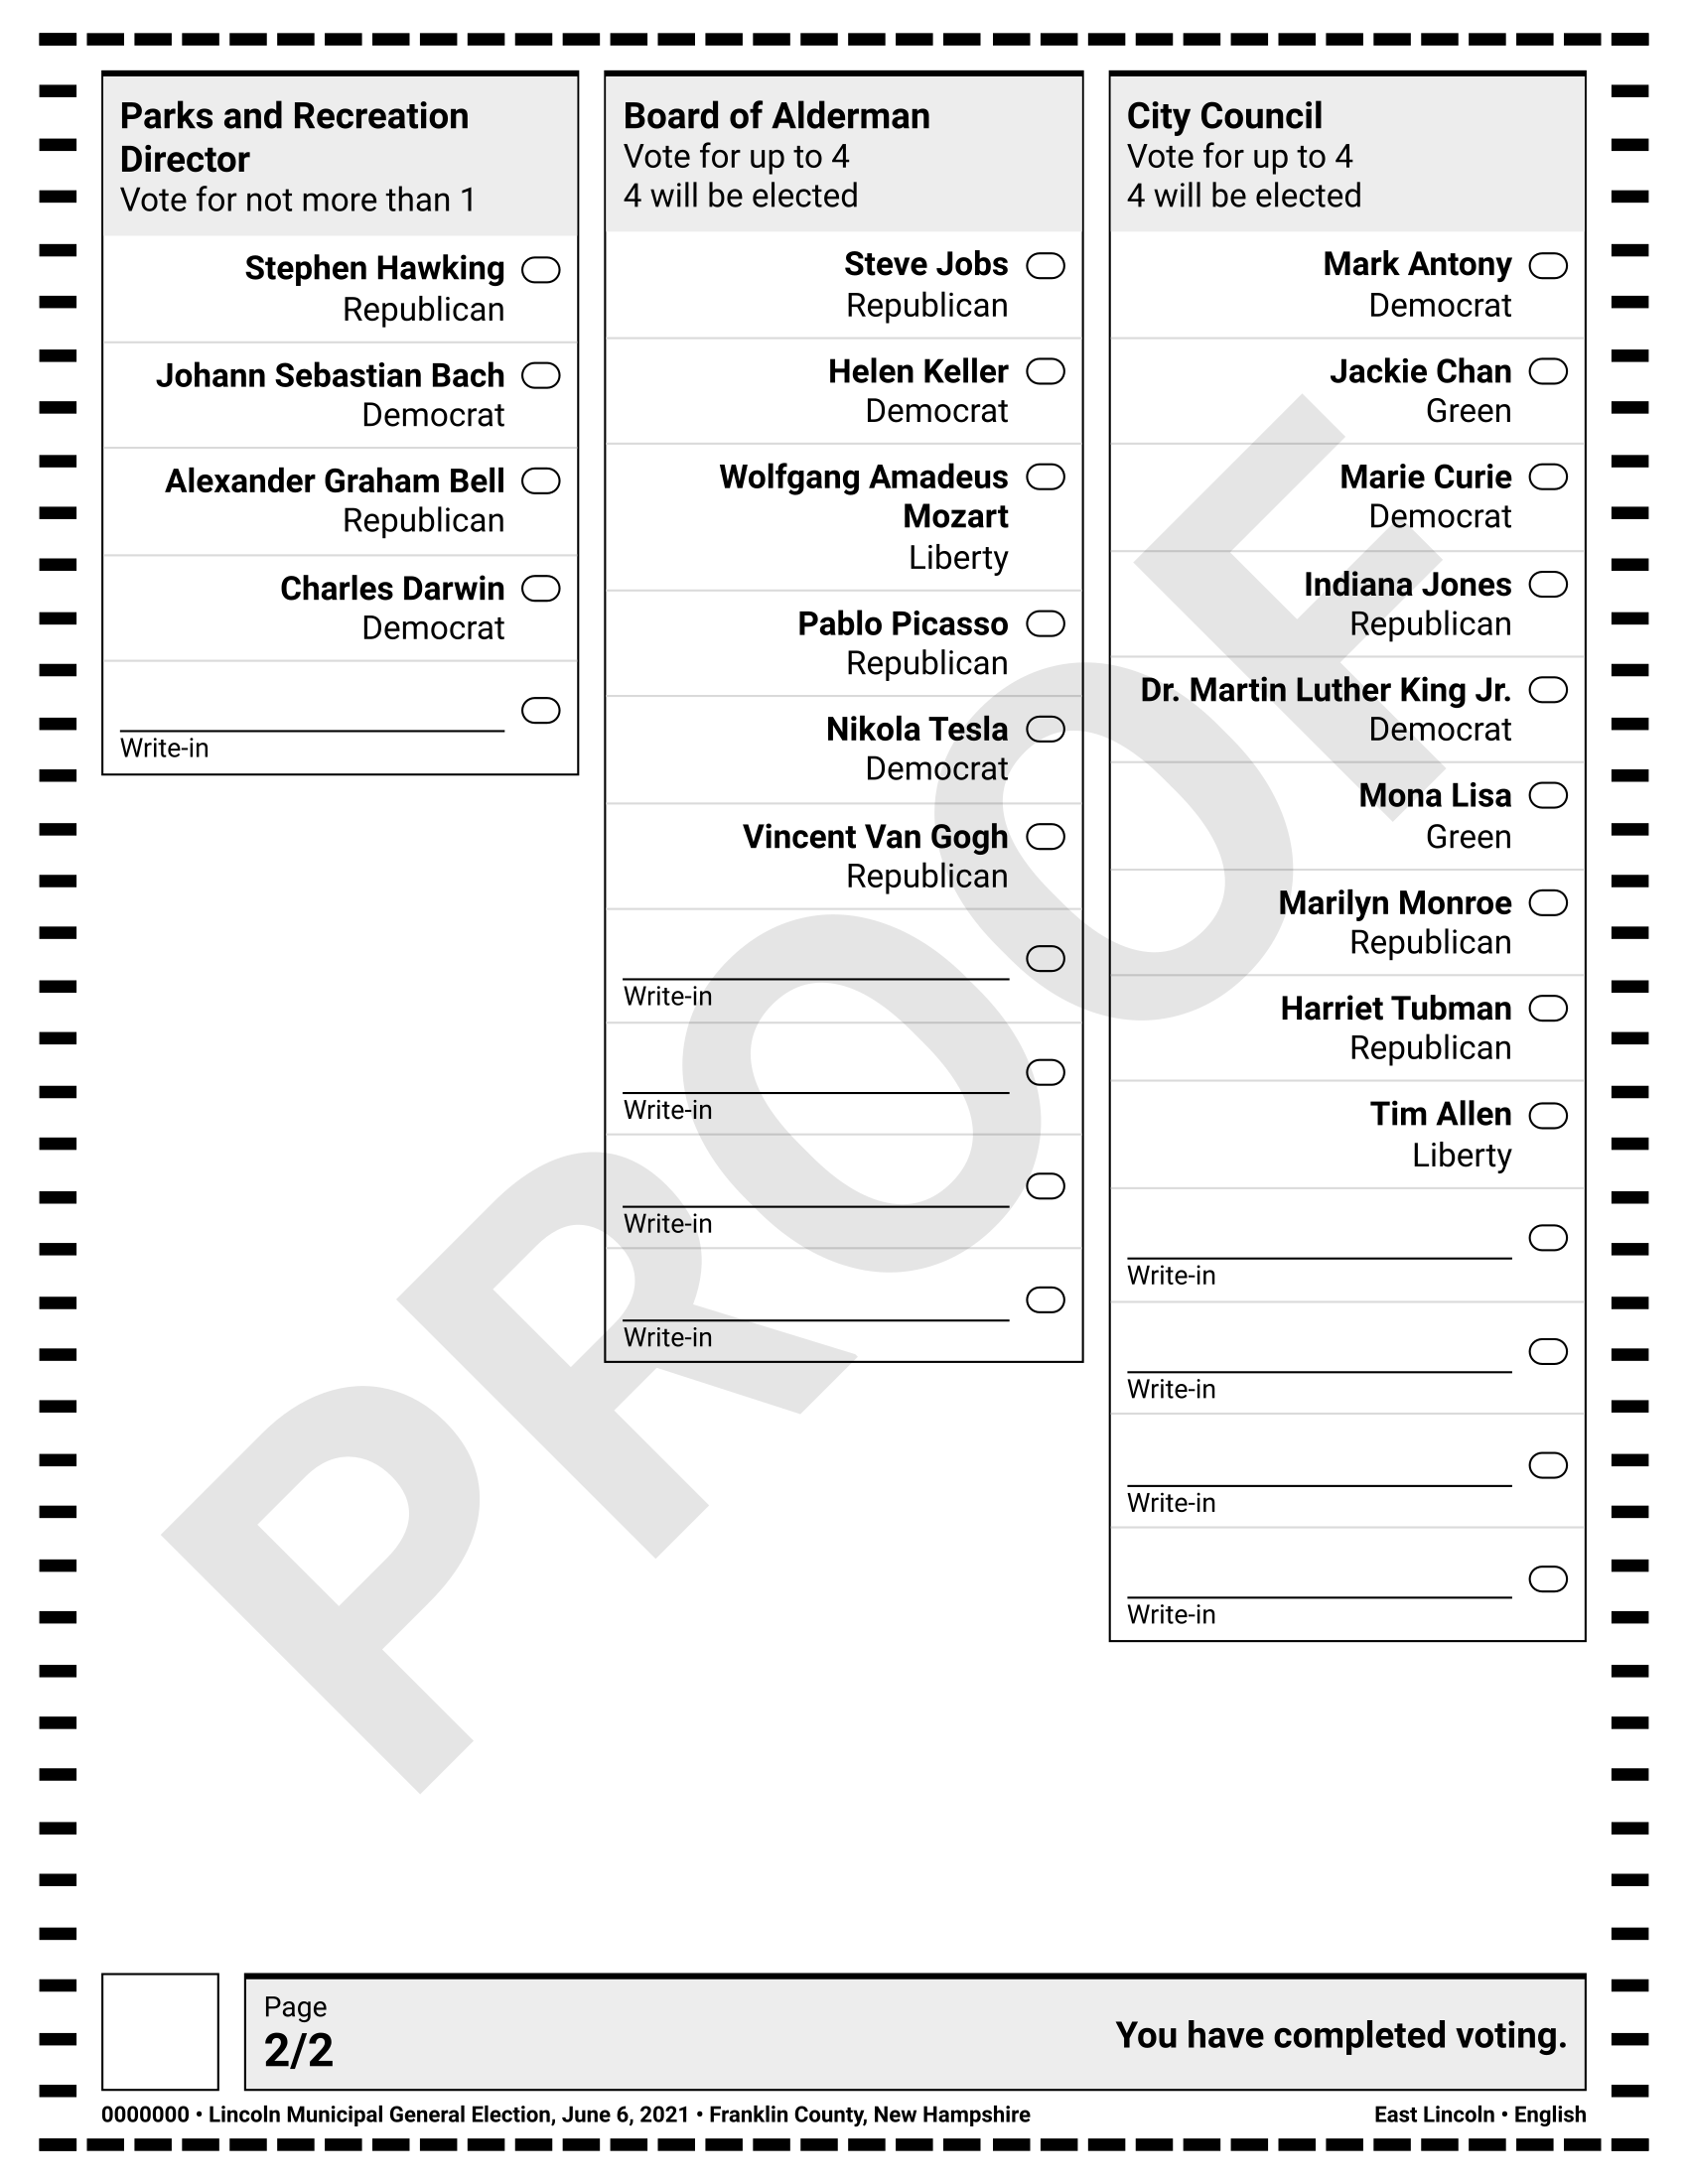 Parks and Recreation
Director
Vote for not more than 1
Stephen Hawking
Republican
Johann Sebastian Bach
Democrat
Alexander Graham Bell
Republican
Charles Darwin
Democrat
Write-in
Board of Alderman
Vote for up to 4
4 will be elected
Steve Jobs
Republican
Helen Keller
Democrat
Wolfgang Amadeus
Mozart
Liberty
Pablo Picasso
Republican
Nikola Tesla
Democrat
Vincent Van Gogh
Republican
Write-in
Write-in
Write-in
Write-in
City Council
Vote for up to 4
4 will be elected
Mark Antony
Democrat
Jackie Chan
Green
Marie Curie
Democrat
Indiana Jones
Republican
Dr. Martin Luther King Jr.
Democrat
Mona Lisa
Green
Marilyn Monroe
Republican
Harriet Tubman
Republican
Tim Allen
Liberty
Write-in
Write-in
Write-in
Write-in
PROOF
Page
2/2
You have completed voting.
0000000 • Lincoln Municipal General Election, June 6, 2021 • Franklin County, New Hampshire
East Lincoln • English